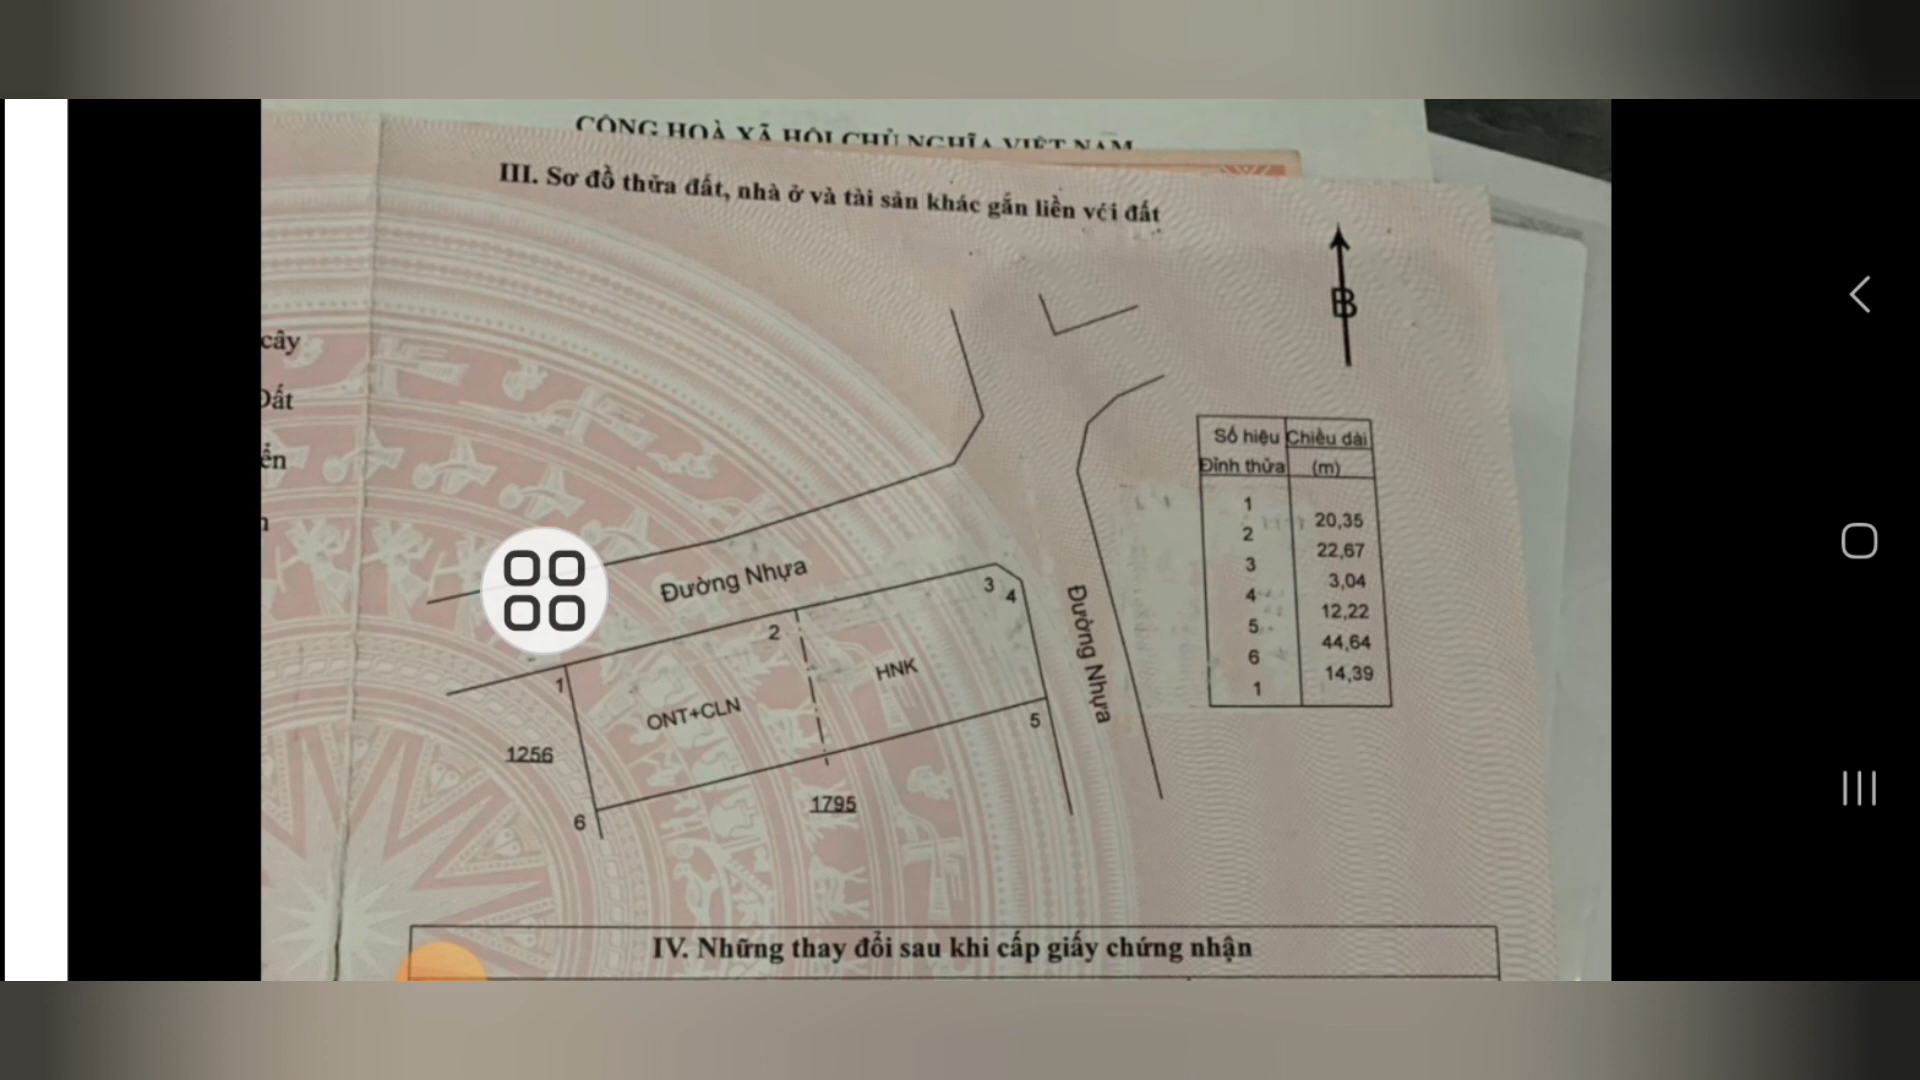 CỘNG HOÀ XÃ HỘI CHỦ NGHĨA VIỆT NAM
III. Sơ đồ thửa đất, nhà ở và tài sản khác gắn liền với đất
B
cây
Đất
Đường Nhựa
Đường Nhựa
1
2
3
4
5
6
HNK
ONT+CLN
1256
1795
Số hiệu Chiều dài
Đỉnh thửa (m)
1
20,35
2
22,67
3
3,04
4
12,22
5
44,64
6
14,39
1
IV. Những thay đổi sau khi cấp giấy chứng nhận